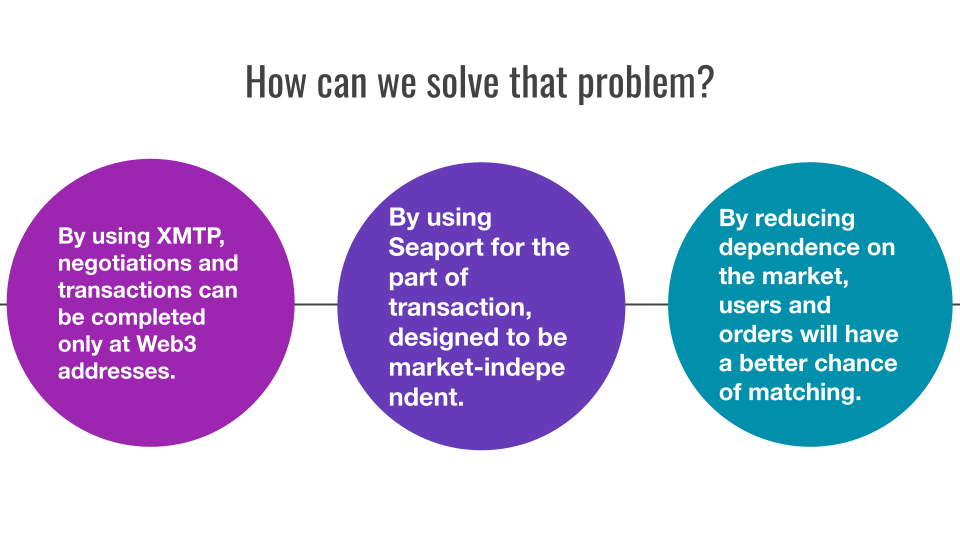 How can we solve that problem?
By using XMTP,
negotiations and
transactions can
be completed
only at Web3
addresses.
By using
Seaport for the
part of
transaction,
designed to be
market-indepe
ndent.
By reducing
dependence on
the market,
users and
orders will have
a better chance
of matching.